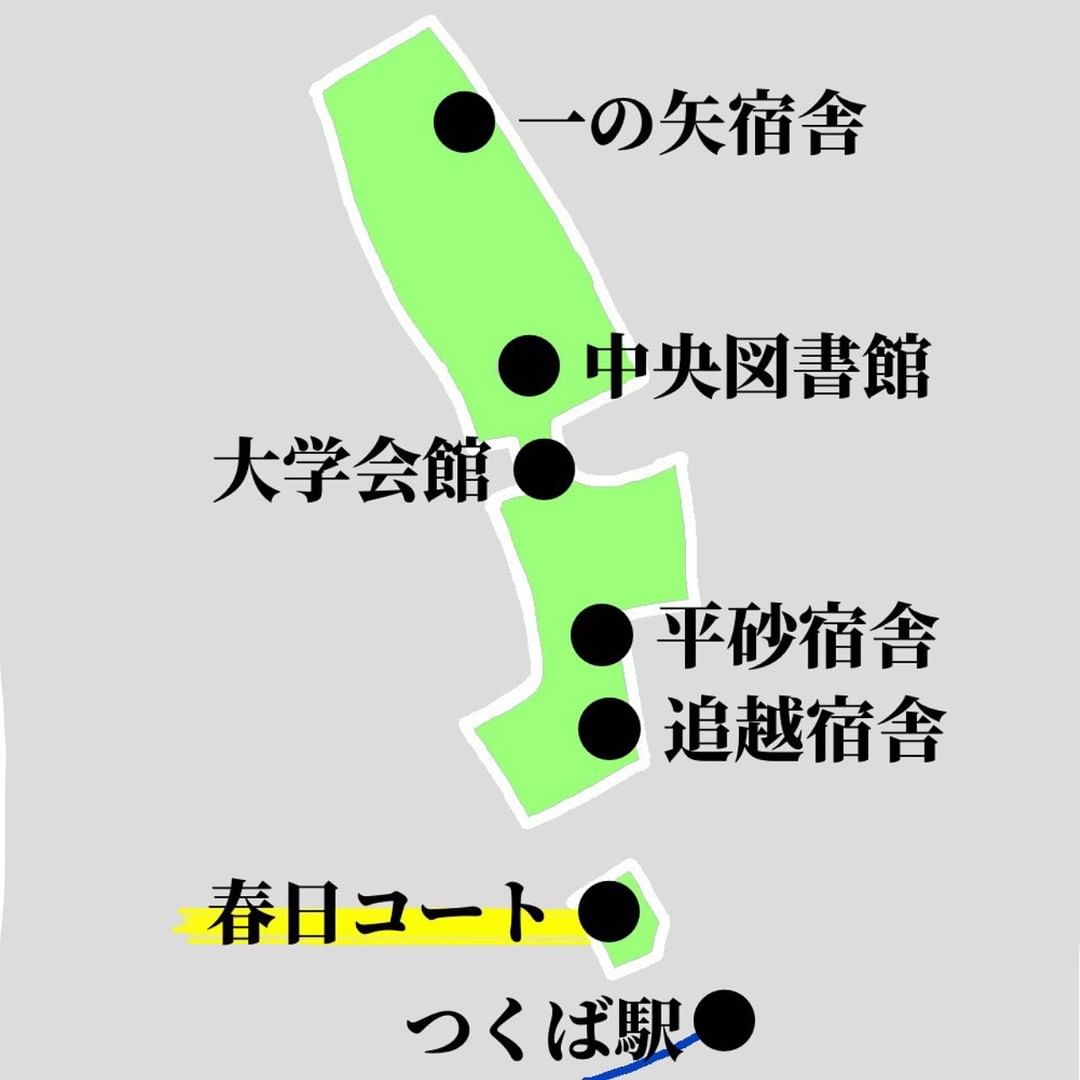 一の矢宿舎
中央図書館
大学会館
平砂宿舎
追越宿舎
春日コート
つくば駅